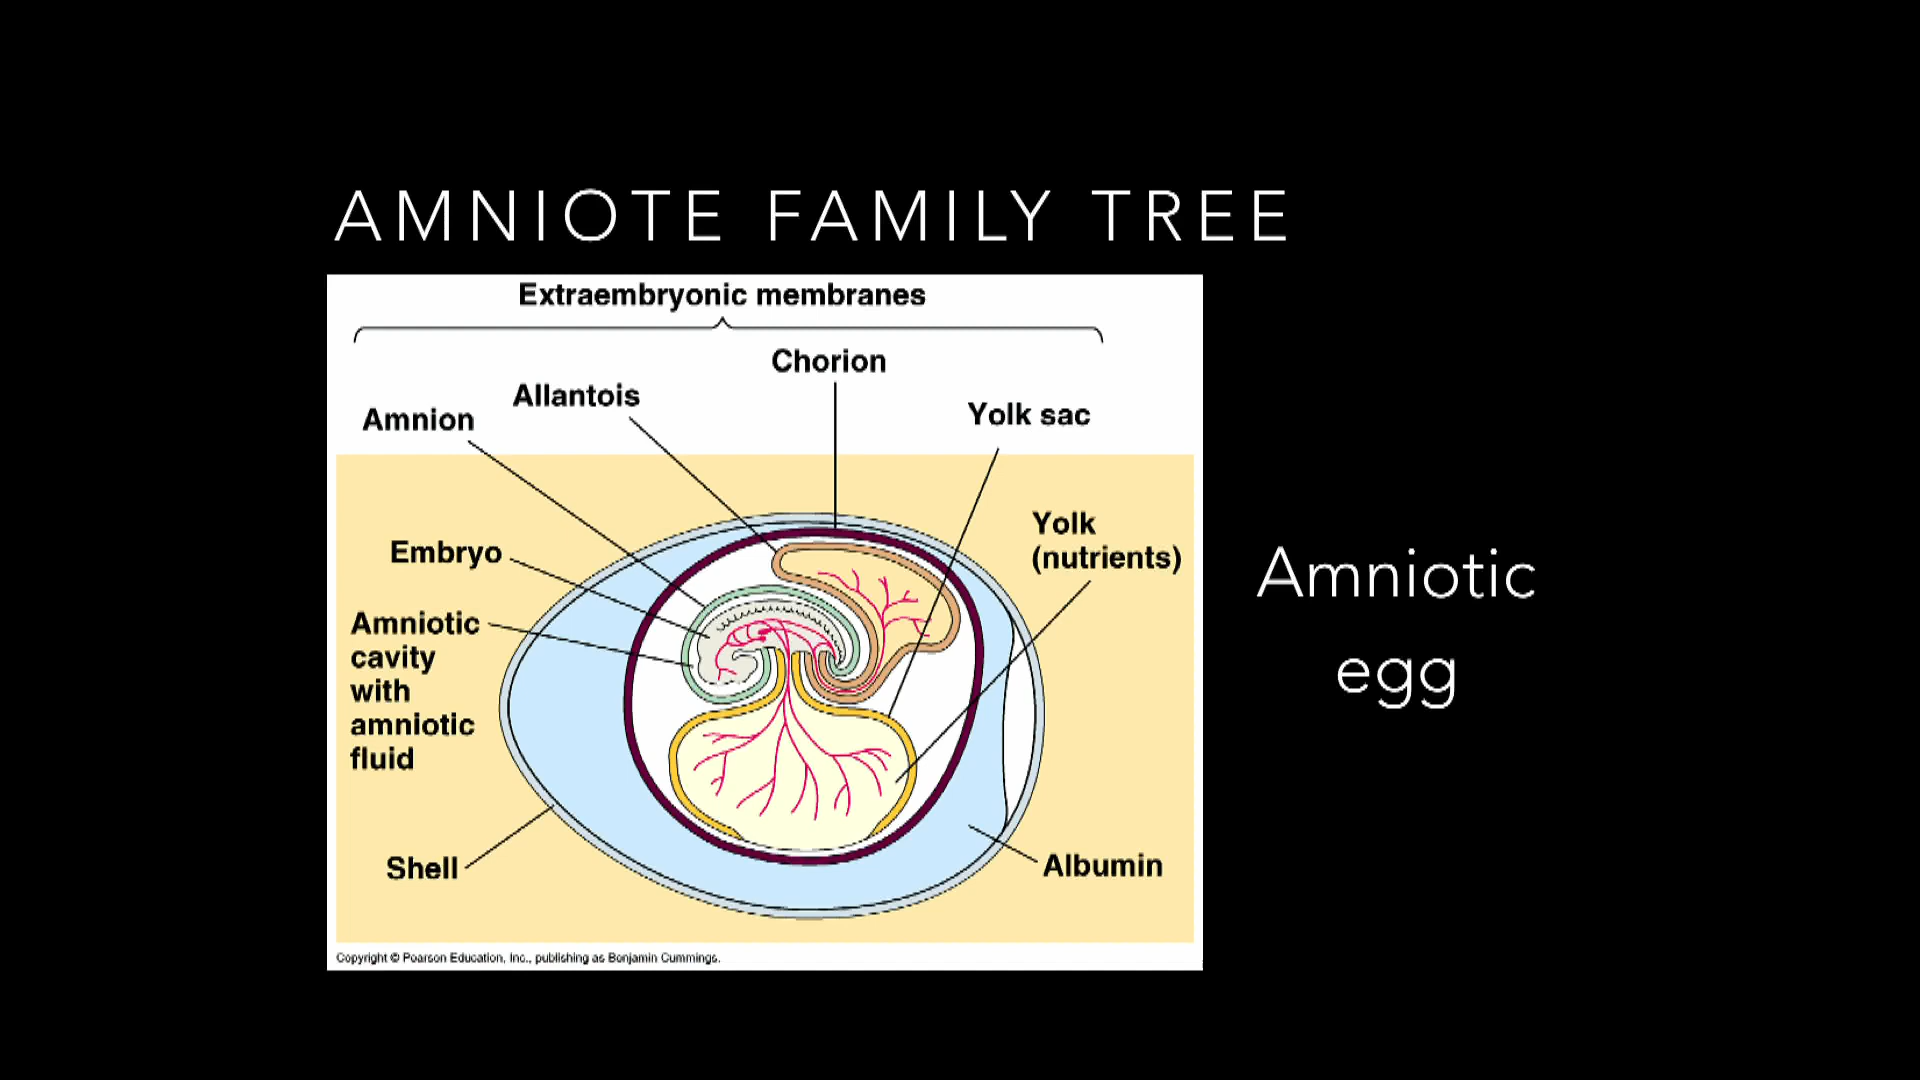 AMNIOTE FAMILY TREE
Extraembryonic membranes
Chorion
Allantois
Amnion
Yolk sac
Yolk
(nutrients)
Embryo
Amniotic
cavity
with
amniotic
fluid
Shell
Albumin
Copyright © Pearson Education, Inc., publishing as Benjamin Cummings.
Amniotic
egg